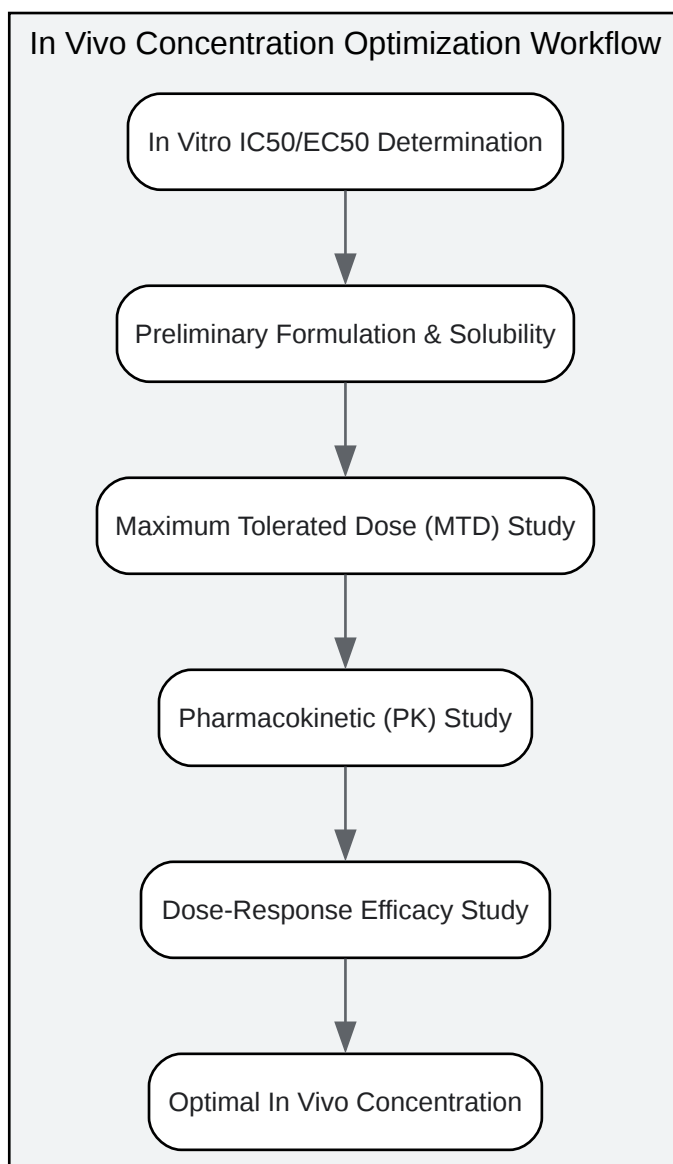 In Vivo Concentration Optimization Workflow
In Vitro IC50/EC50 Determination
Preliminary Formulation & Solubility
Maximum Tolerated Dose (MTD) Study
Pharmacokinetic (PK) Study
Dose-Response Efficacy Study
Optimal In Vivo Concentration